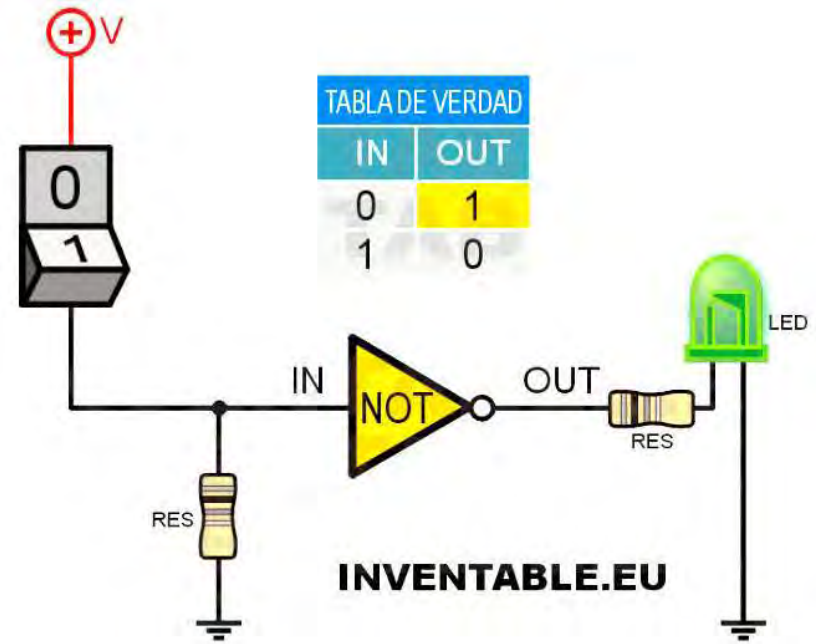 V
TABLA DE VERDAD
IN OUT
0 1
1 0
0
1
LED
IN
NOT
OUT
RES
RES
INVENTABLE.EU